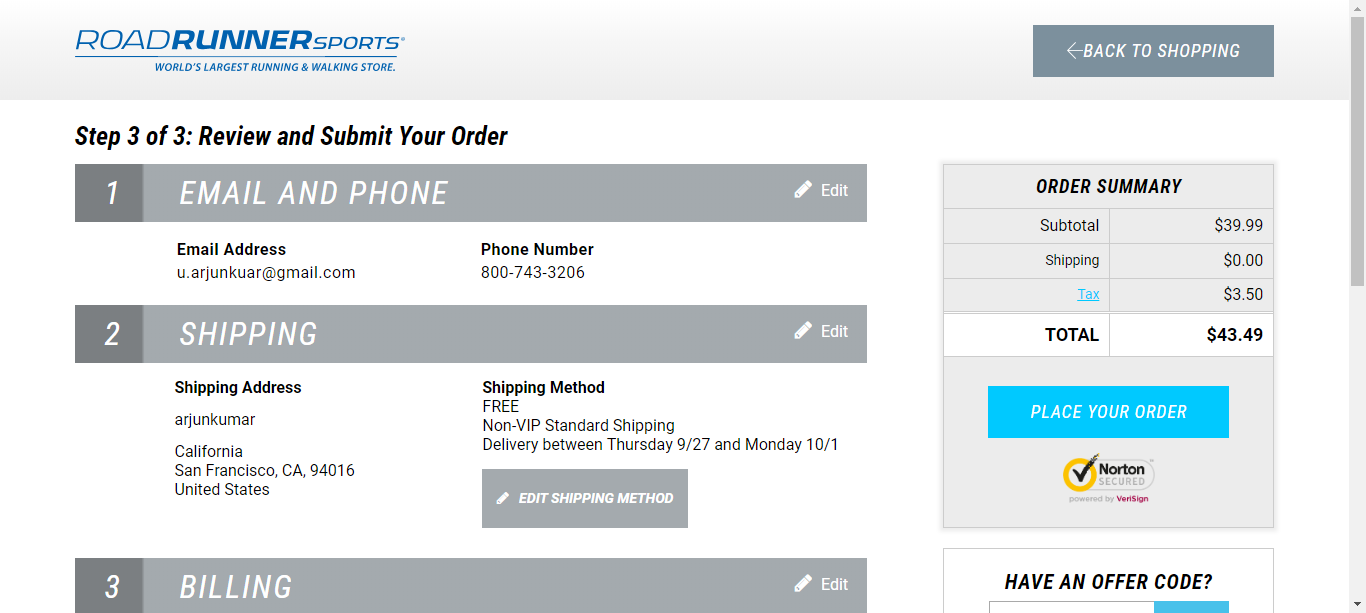 ROADRUNNERSPORTS®
WORLD'S LARGEST RUNNING & WALKING STORE.
BACK TO SHOPPING
Step 3 of 3: Review and Submit Your Order
1 EMAIL AND PHONE Edit
Email Address Phone Number
u.arjunkuar@gmail.com 800-743-3206
2 SHIPPING Edit
Shipping Address
arjunkumar
California
San Francisco, CA, 94016
United States
Shipping Method
FREE
Non-VIP Standard Shipping
Delivery between Thursday 9/27 and Monday 10/1
EDIT SHIPPING METHOD
3 BILLING Edit
ORDER SUMMARY
Subtotal $39.99
Shipping $0.00
Tax $3.50
TOTAL $43.49
PLACE YOUR ORDER
Norton™
SECURED
powered by VeriSign
HAVE AN OFFER CODE?